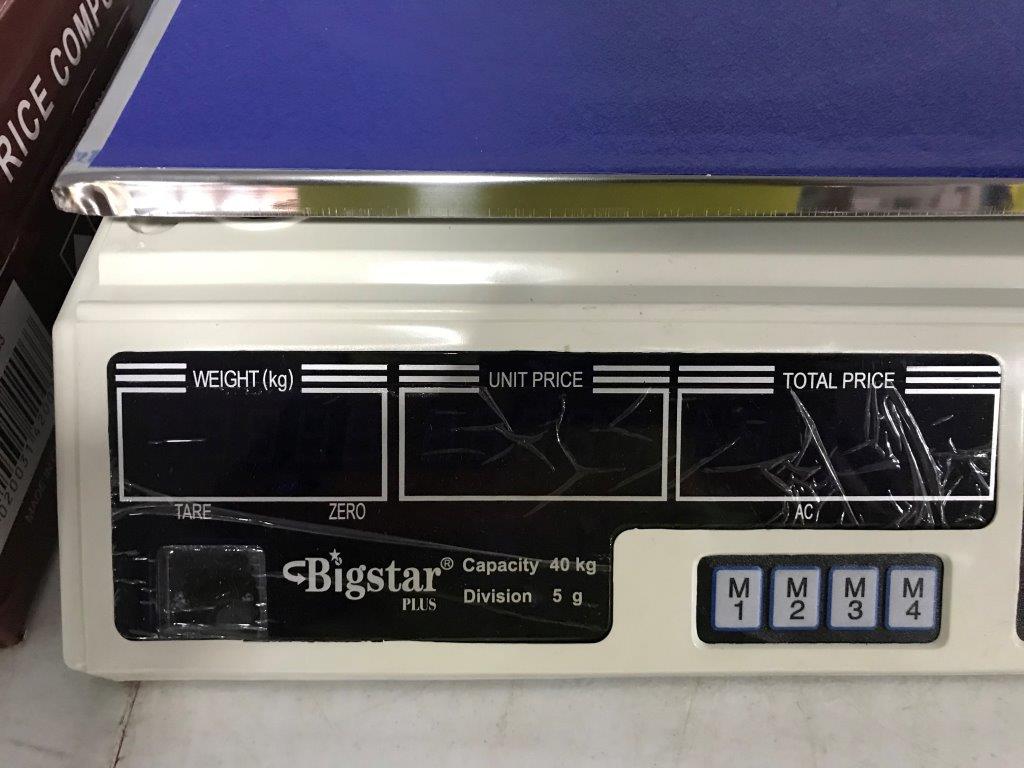 RICE COMPU
WEIGHT (kg) UNIT PRICE TOTAL PRICE
TARE ZERO AC
Bigstar® Capacity 40 kg
PLUS Division 5 g
M M M M
1 2 3 4